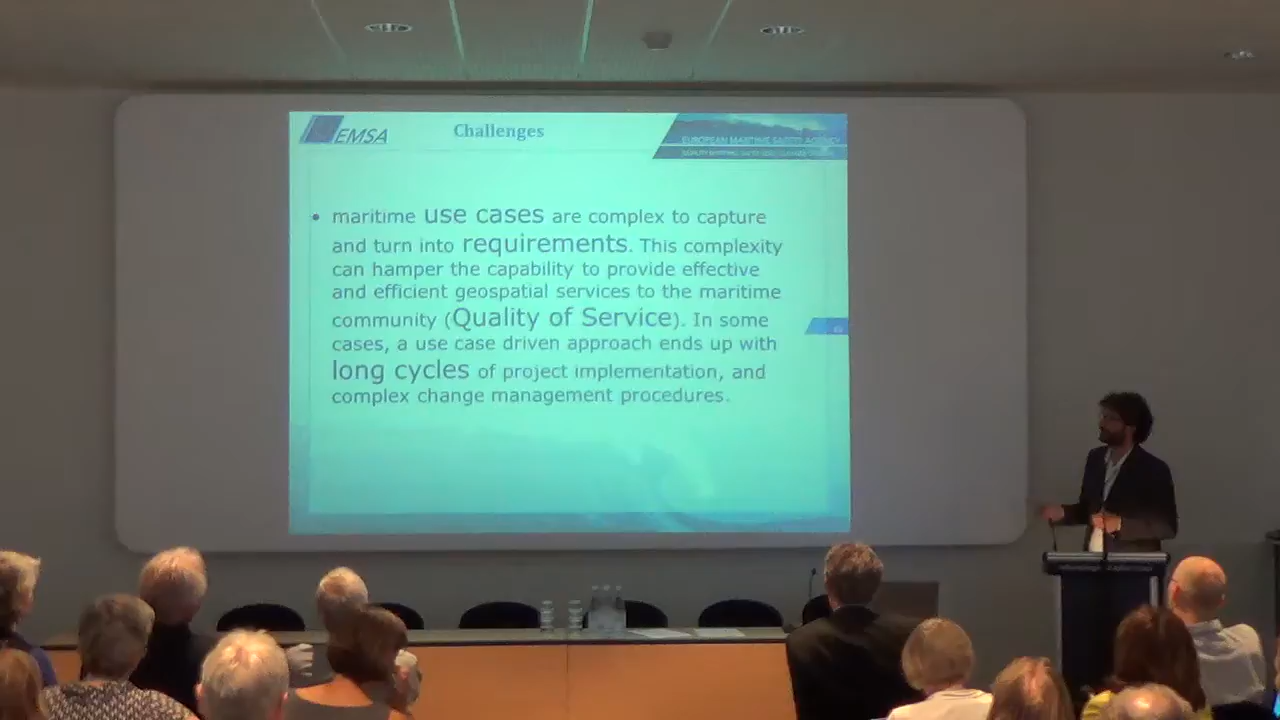 EMSA
Challenges
EUROPEAN MARITIME SAFETY AGENCY
• maritime use cases are complex to capture
and turn into requirements. This complexity
can hamper the capability to provide effective
and efficient geospatial services to the maritime
community (Quality of Service). In some
cases, a use case driven approach ends up with
long cycles of project implementation, and
complex change management procedures.